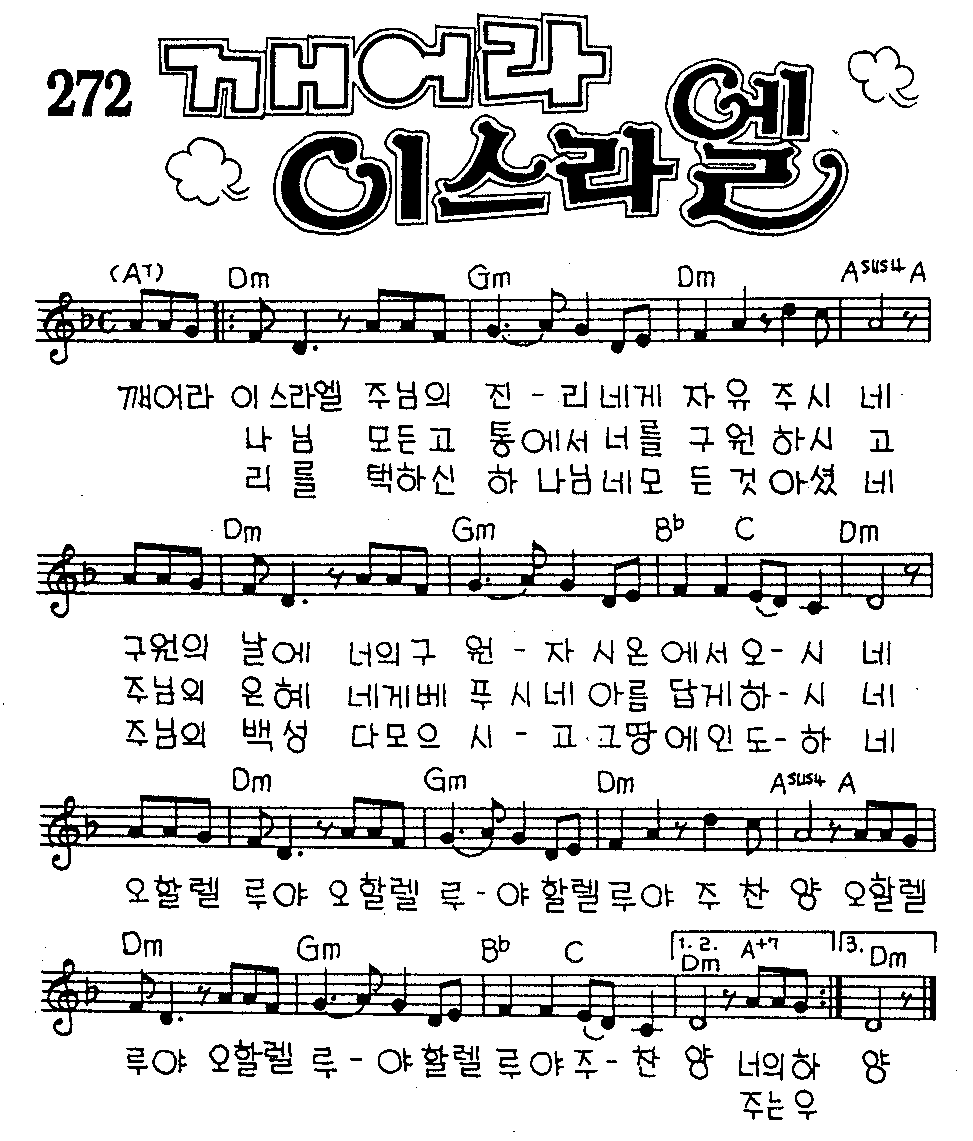 272
깨어라
이스라엘
(A7) Dm Gm Dm Asus4 A
깨어라 이스라엘 주님의 진 - 리네게 자유 주시 네
나님 모든고 통에서 너를 구원하시 고
리를 택하신 하 나님네모 든 것 아셨 네
Dm Gm Bb C Dm
구원의 날에 너의구 원 - 자 시온에서오 - 시 네
주님의 은혜 네게베 푸시네 아름 답게하 - 시 네
주님의 백성 다모으 시 - 고 그땅에인도 - 하 네
Dm Gm Dm Asus4 A
오할렐 루야 오할렐 루 - 야 할렐루야 주 찬 양 오할렐
Dm Gm Bb C 1. 2. Dm A+7 3. Dm
루야 오할렐 루 - 야할렐 루야주 - 찬 양 너의하 양
주는우